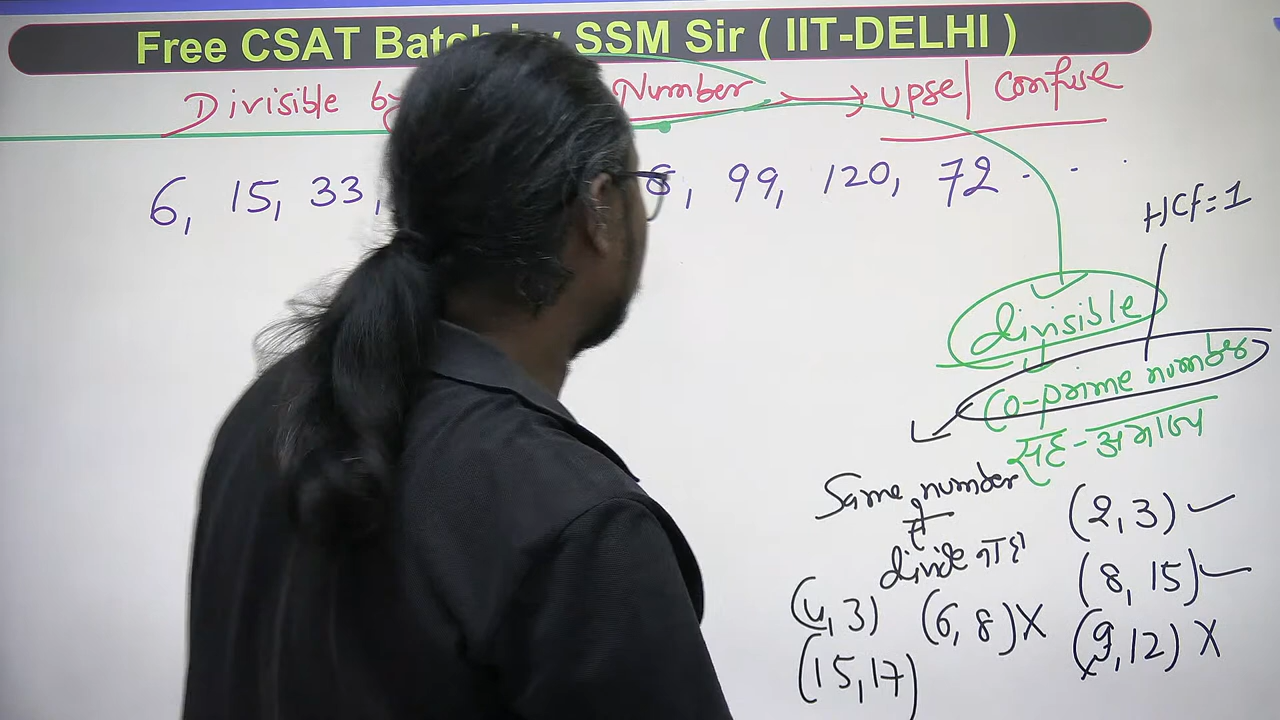 Free CSAT Batch by SSM Sir ( IIT-DELHI )
Divisible by Number → upse| confuse
6, 15, 33, 8, 99, 120, 72 . . .
HCf=1
divisible
Co-prime number
सह-अभाज्य
Same number
से
divide नही
(2, 3) ✓
(8, 15) ✓
(4, 3) (6, 8) X (9, 12) X
(15, 17)